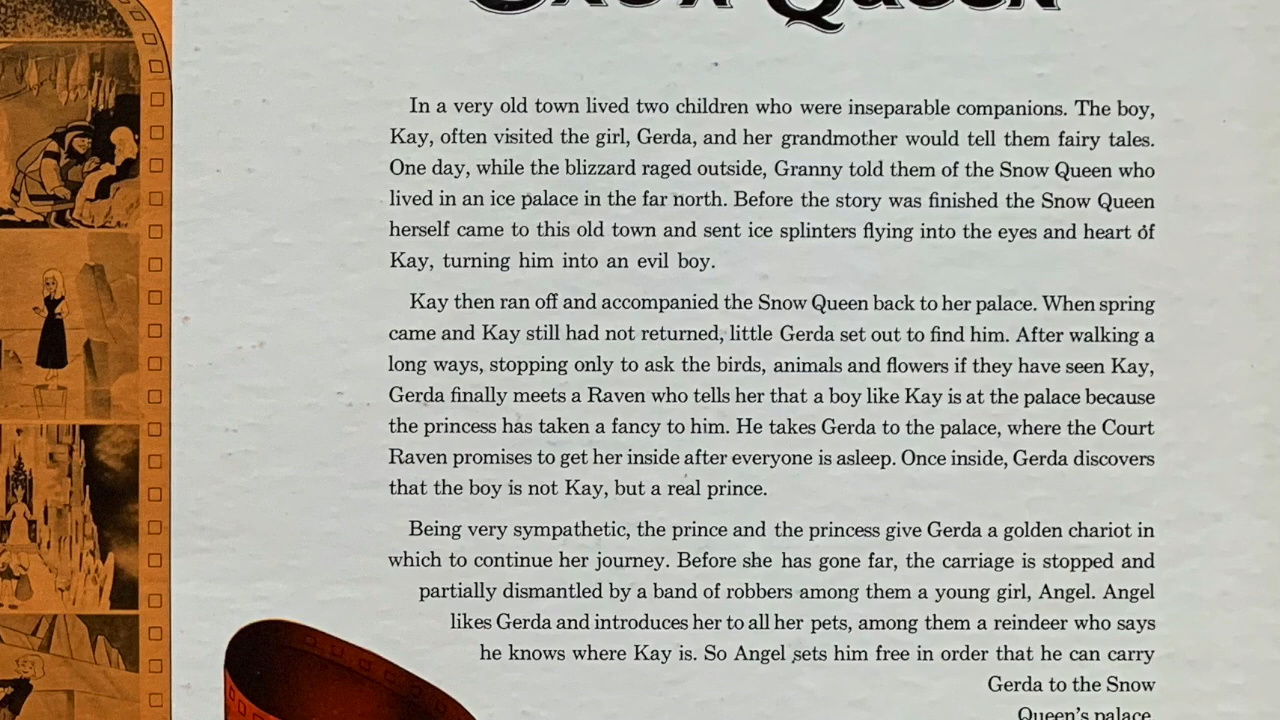 Snow Queen
In a very old town lived two children who were inseparable companions. The boy,
Kay, often visited the girl, Gerda, and her grandmother would tell them fairy tales.
One day, while the blizzard raged outside, Granny told them of the Snow Queen who
lived in an ice palace in the far north. Before the story was finished the Snow Queen
herself came to this old town and sent ice splinters flying into the eyes and heart of
Kay, turning him into an evil boy.
Kay then ran off and accompanied the Snow Queen back to her palace. When spring
came and Kay still had not returned, little Gerda set out to find him. After walking a
long ways, stopping only to ask the birds, animals and flowers if they have seen Kay,
Gerda finally meets a Raven who tells her that a boy like Kay is at the palace because
the princess has taken a fancy to him. He takes Gerda to the palace, where the Court
Raven promises to get her inside after everyone is asleep. Once inside, Gerda discovers
that the boy is not Kay, but a real prince.
Being very sympathetic, the prince and the princess give Gerda a golden chariot in
which to continue her journey. Before she has gone far, the carriage is stopped and
partially dismantled by a band of robbers among them a young girl, Angel. Angel
likes Gerda and introduces her to all her pets, among them a reindeer who says
he knows where Kay is. So Angel sets him free in order that he can carry
Gerda to the Snow
Queen's palace.